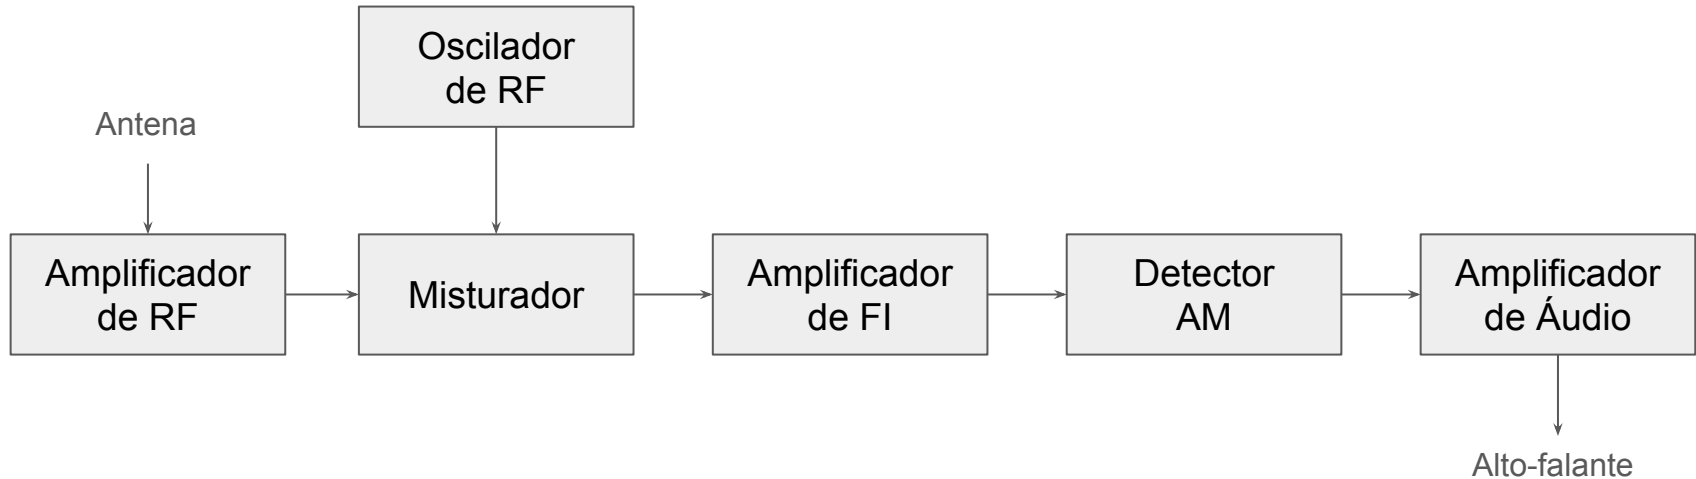 Oscilador
de RF
Antena
Amplificador
de RF
Misturador
Amplificador
de FI
Detector
AM
Amplificador
de Áudio
Alto-falante